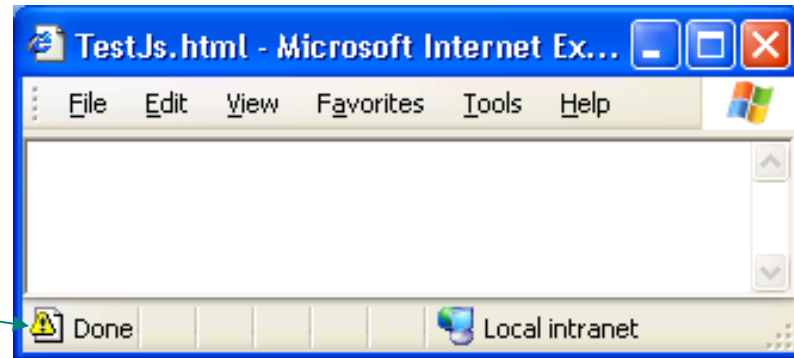 TestJs.html - Microsoft Internet Ex...
File Edit View Favorites Tools Help
Done Local intranet